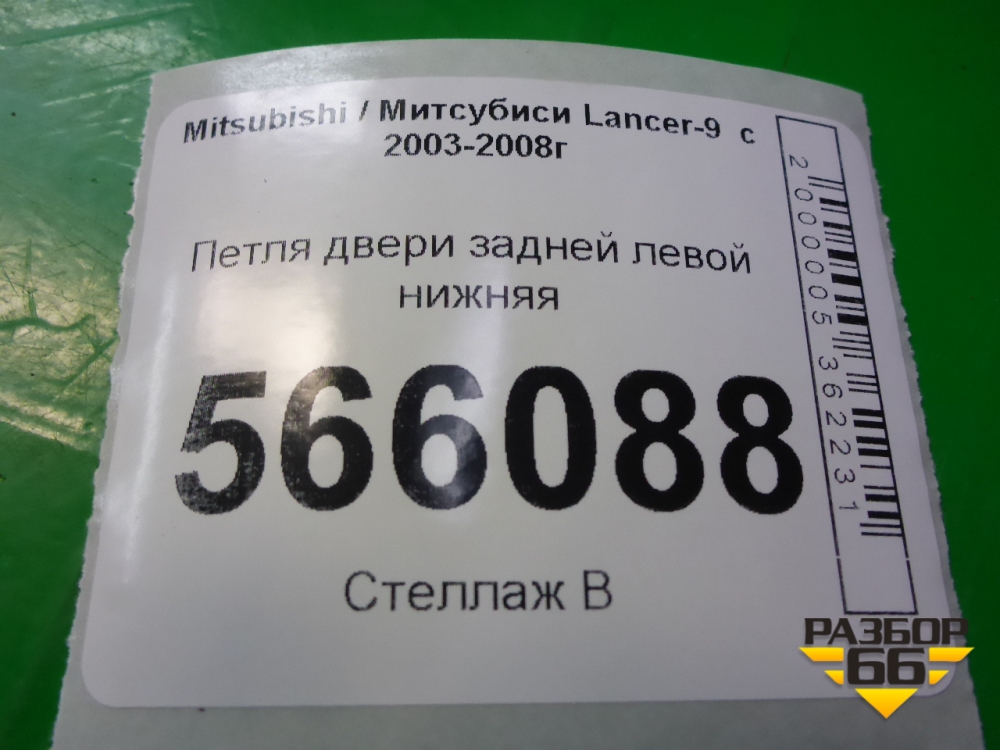 Mitsubishi / Митсубиси Lancer-9 с
2003-2008г
Петля двери задней левой
нижняя
566088
Стеллаж В
2000005362231
РАЗБОР
66